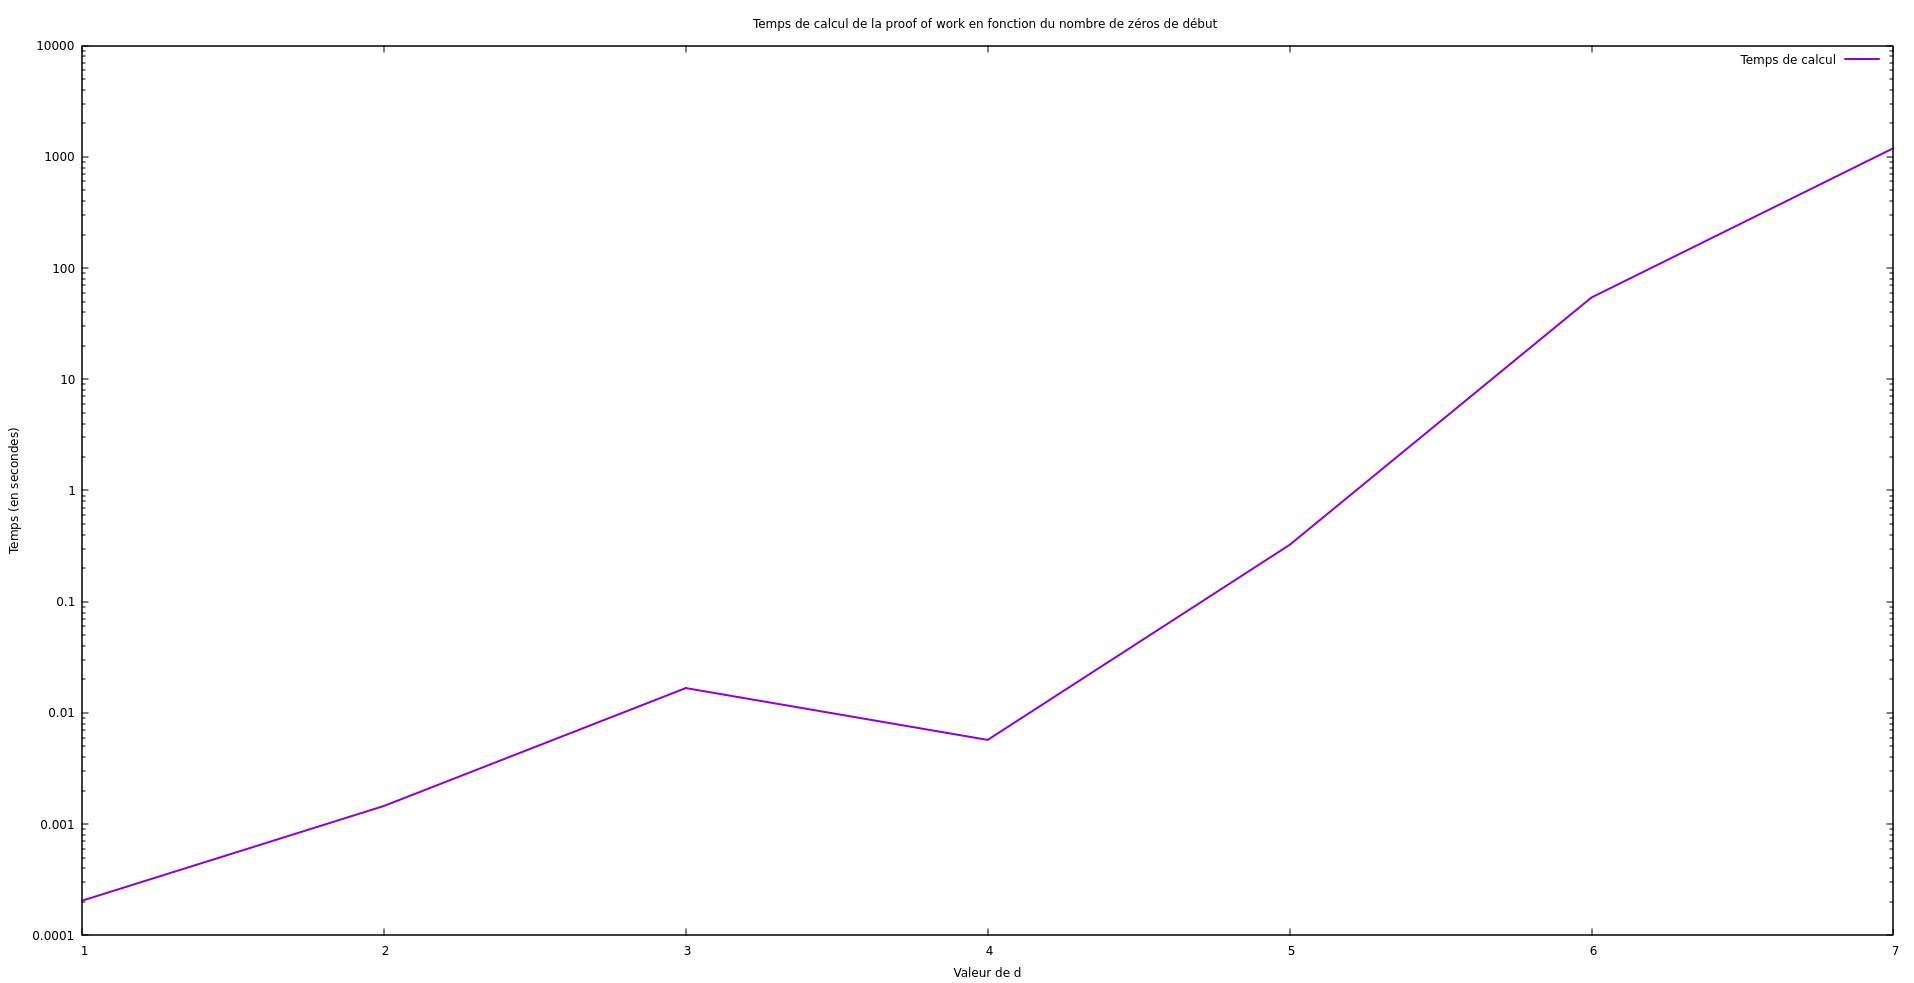 Temps de calcul de la proof of work en fonction du nombre de zéros de début
Temps de calcul
10000
1000
100
10
1
0.1
0.01
0.001
0.0001
Temps (en secondes)
1 2 3 4 5 6 7
Valeur de d